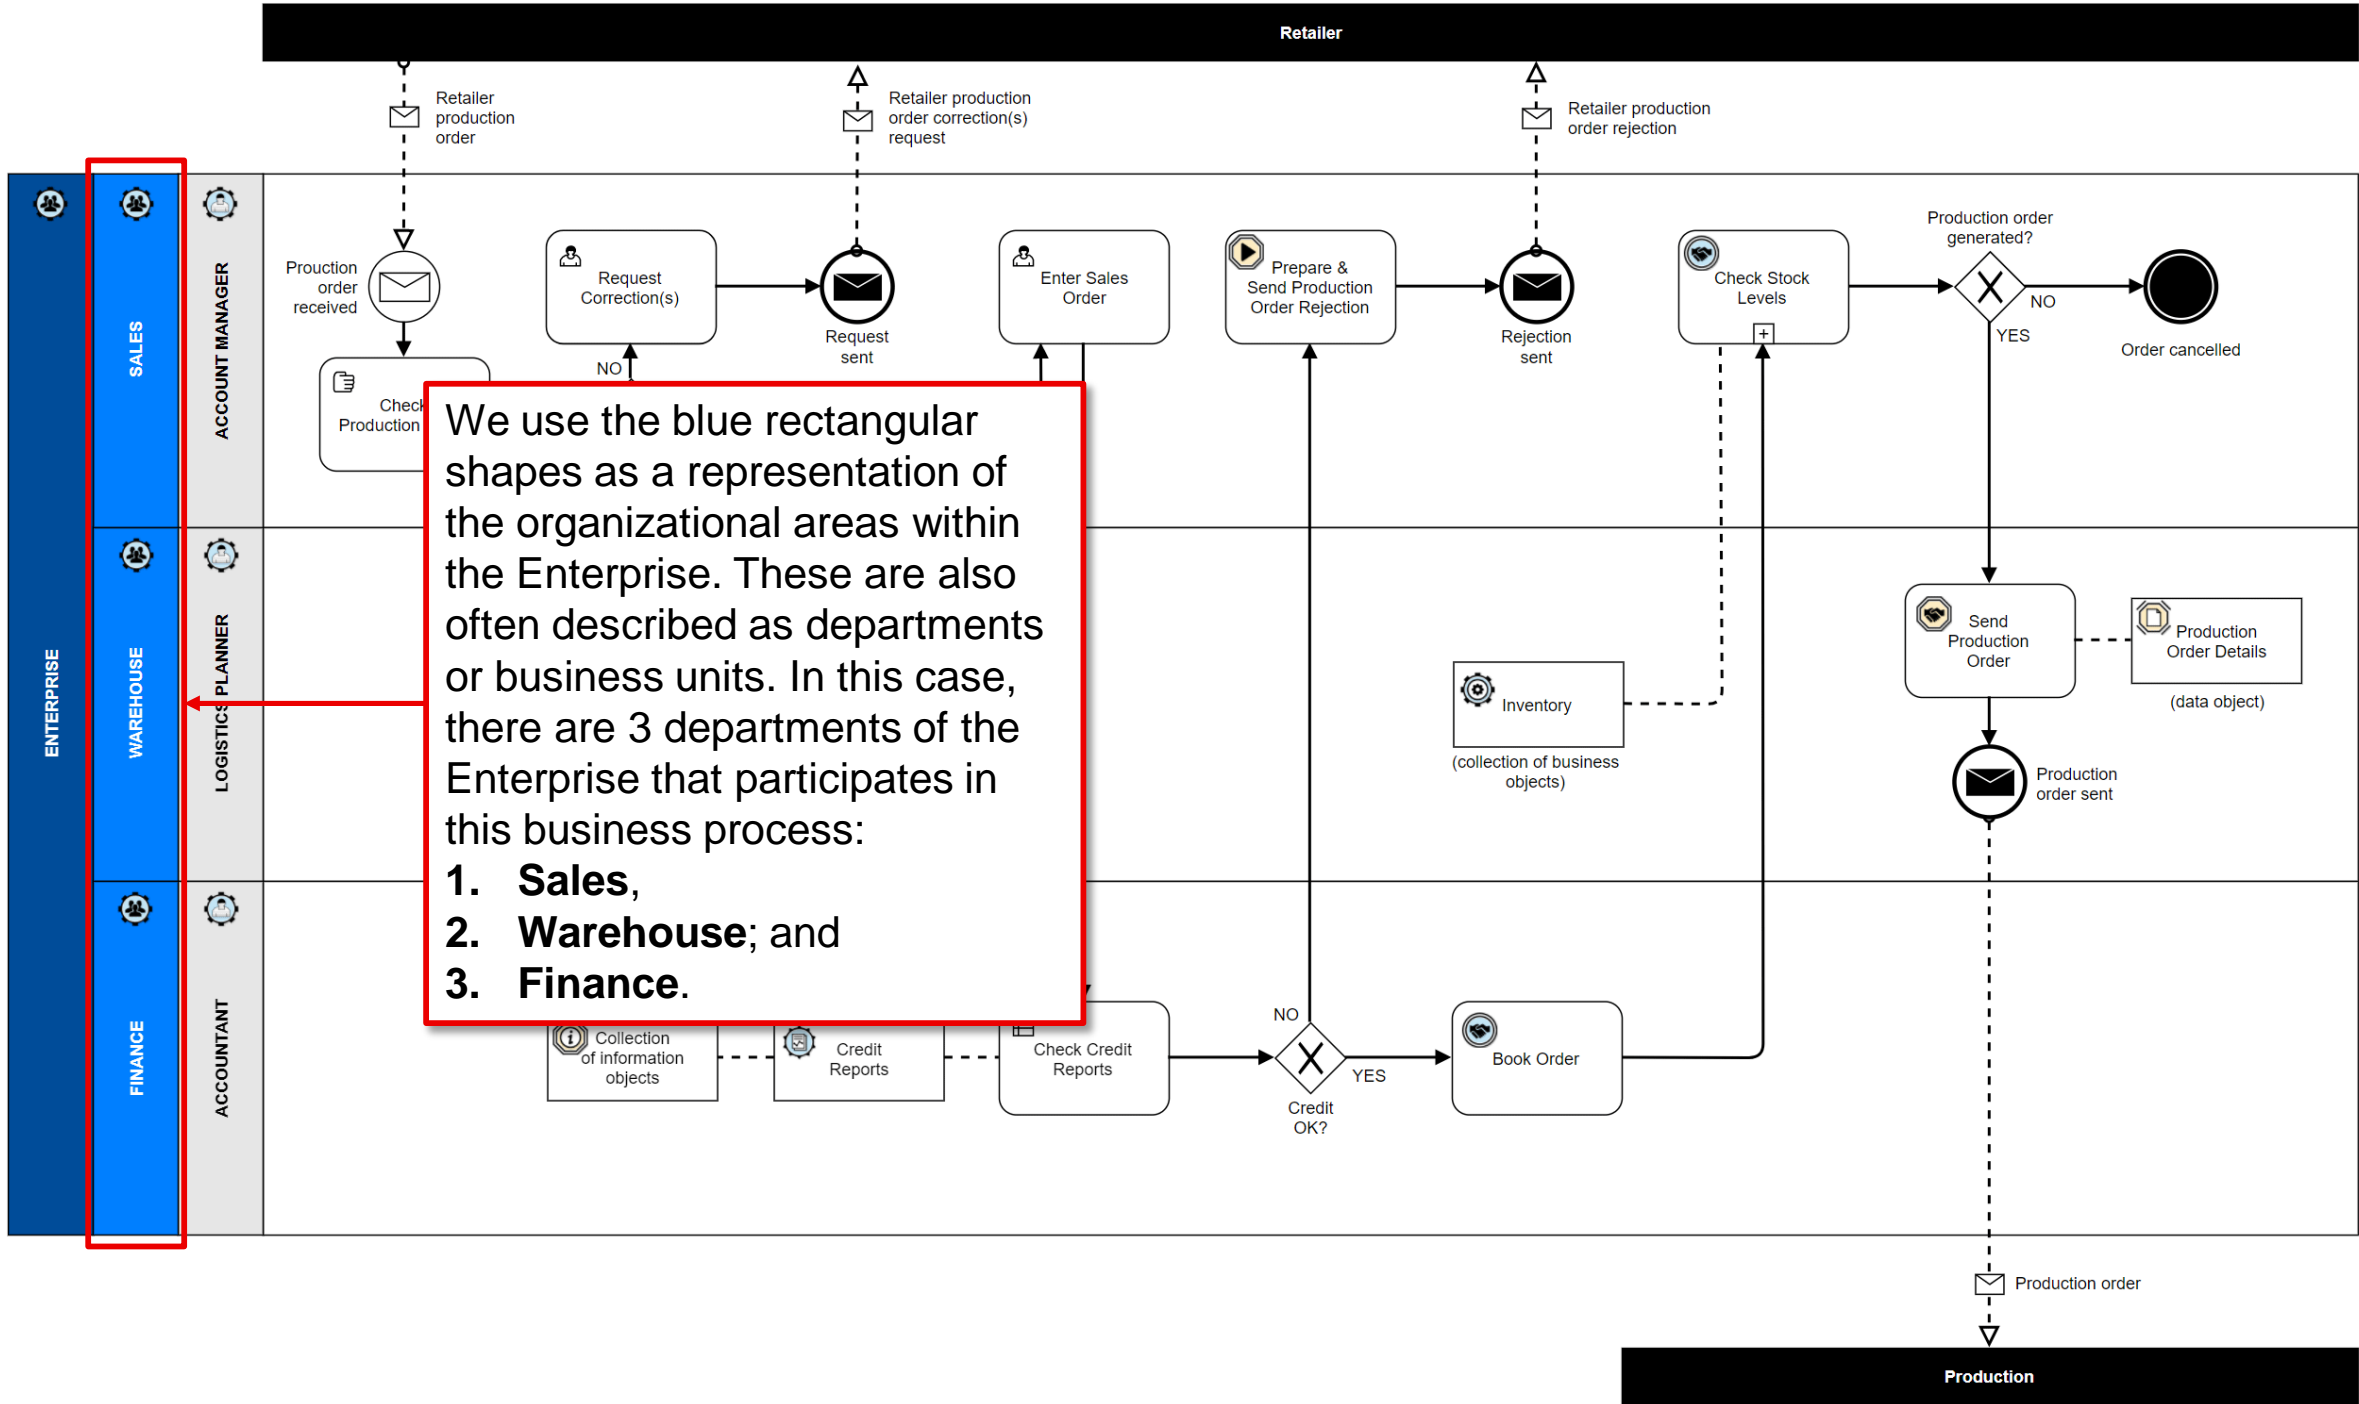 Retailer
Retailer
production
order
Retailer production
order correction(s)
request
Retailer production
order rejection
ENTERPRISE
SALES
ACCOUNT MANAGER
Prouction
order
received
Request
Correction(s)
Request
sent
Enter Sales
Order
Prepare &
Send Production
Order Rejection
Rejection
sent
Check Stock
Levels
Production order
generated?
NO
YES
Order cancelled
NO
Production
We use the blue rectangular
shapes as a representation of
the organizational areas within
the Enterprise. These are also
often described as departments
or business units. In this case,
there are 3 departments of the
Enterprise that participates in
this business process:
1. Sales,
2. Warehouse; and
3. Finance.
WAREHOUSE
LOGISTICS PLANNER
Inventory
(collection of business
objects)
Send
Production
Order
Production
Order Details
(data object)
Production
order sent
FINANCE
ACCOUNTANT
Collection
of information
objects
Credit
Reports
Check Credit
Reports
NO
YES
Credit
OK?
Book Order
Production order
Production